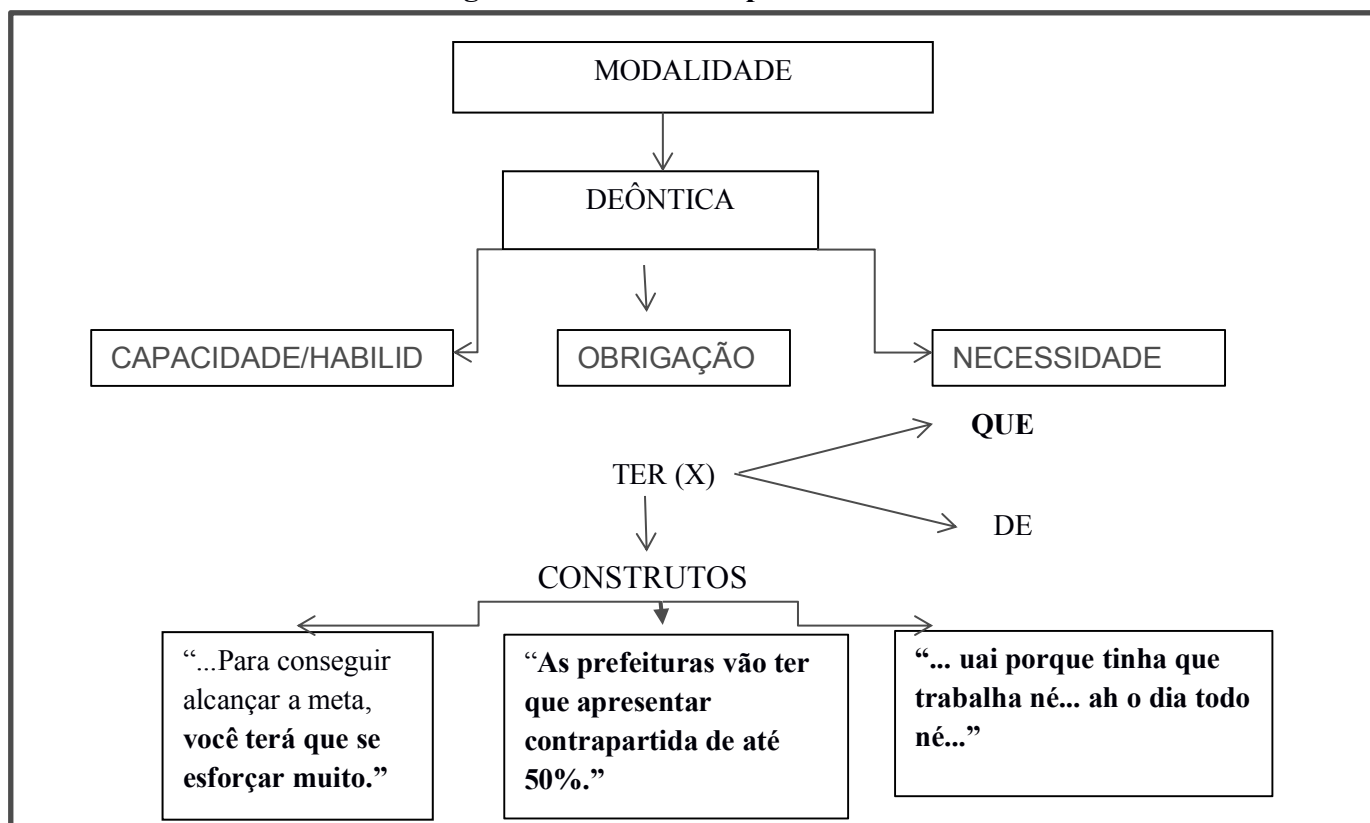 MODALIDADE
DEÔNTICA
CAPACIDADE/HABILID
OBRIGAÇÃO
NECESSIDADE
QUE
TER (X)
DE
CONSTRUTOS
“...Para conseguir
alcançar a meta,
você terá que se
esforçar muito.”
“As prefeituras vão ter
que apresentar
contrapartida de até
50%.”
“... uai porque tinha que
trabalha né... ah o dia todo
né...”